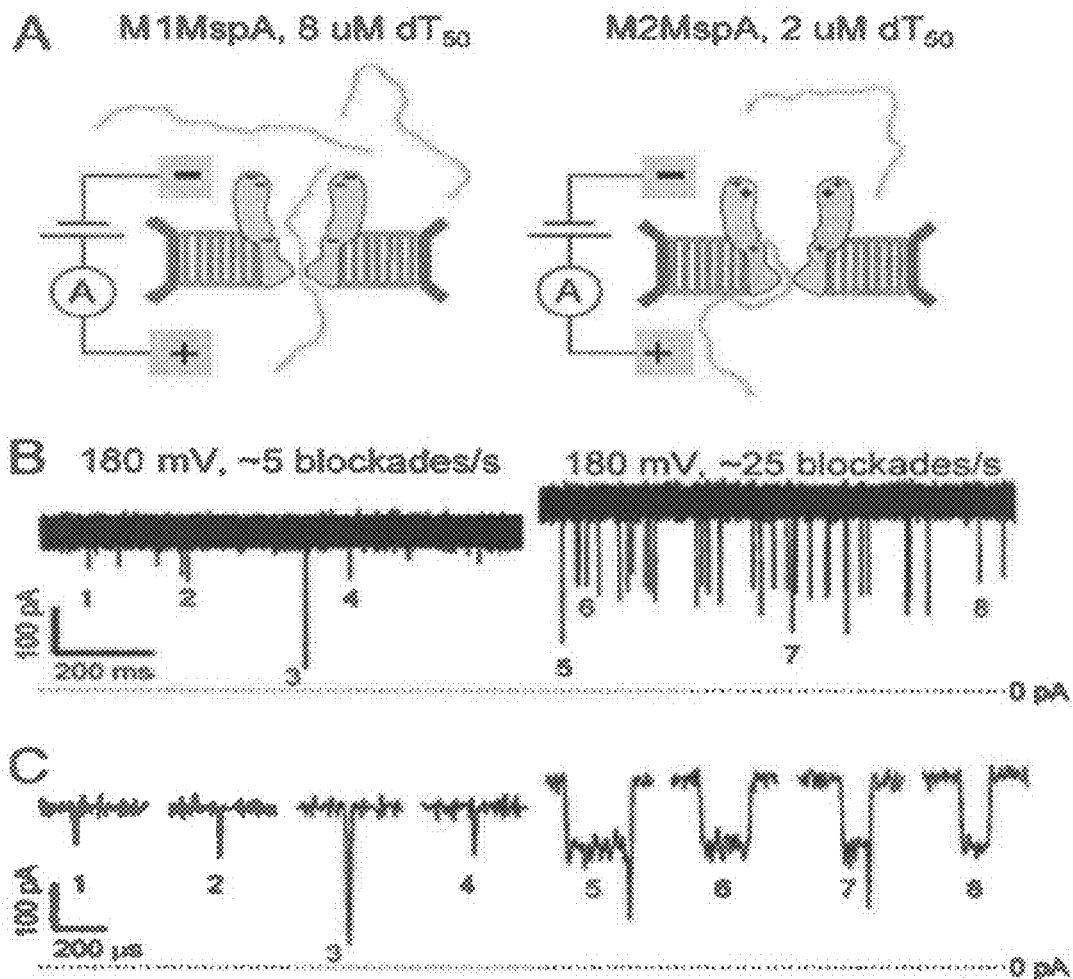 A M1MspA, 8 uM dT50 M2MspA, 2 uM dT50
− −
A A
+ +
B 180 mV, ~5 blockades/s 180 mV, ~25 blockades/s
1 2 3 4 5 6 7 8
100 pA
200 ms
0 pA
C
1 2 3 4 5 6 7 8
100 pA
200 µs
0 pA